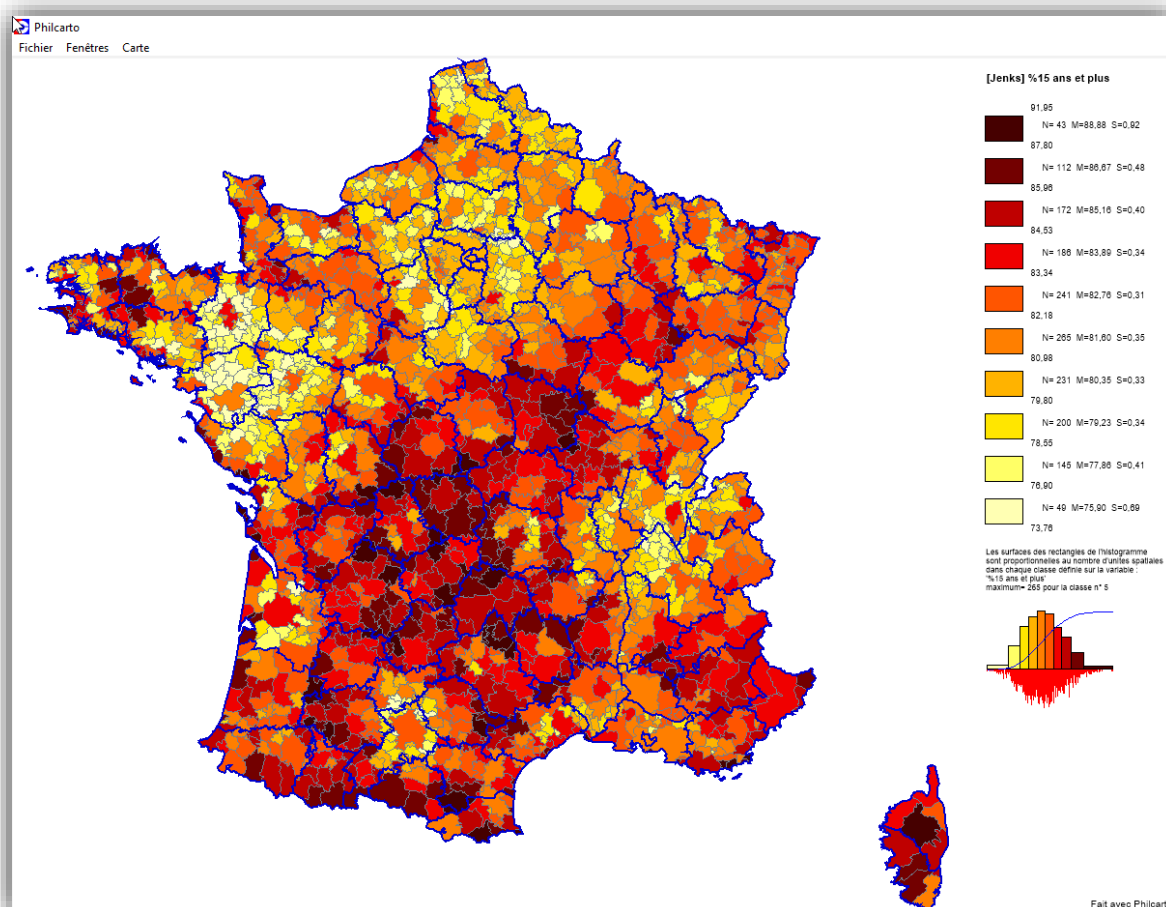 Philcarto
Fichier Fenêtres Carte
[Jenks] %15 ans et plus
91,95
N= 43 M=88,88 S=0,92
87,80
N= 112 M=86,67 S=0,48
85,96
N= 172 M=85,16 S=0,40
84,53
N= 186 M=83,89 S=0,34
83,34
N= 241 M=82,76 S=0,31
82,18
N= 265 M=81,60 S=0,35
80,98
N= 231 M=80,35 S=0,33
79,80
N= 200 M=79,23 S=0,34
78,55
N= 145 M=77,86 S=0,41
76,90
N= 49 M=75,90 S=0,69
73,76
Les surfaces des rectangles de l'histogramme
sont proportionnelles au nombre d'unites spatiales
dans chaque classe définie sur la variable :
'%15 ans et plus'
maximum= 265 pour la classe n° 5
Fait avec Philcart